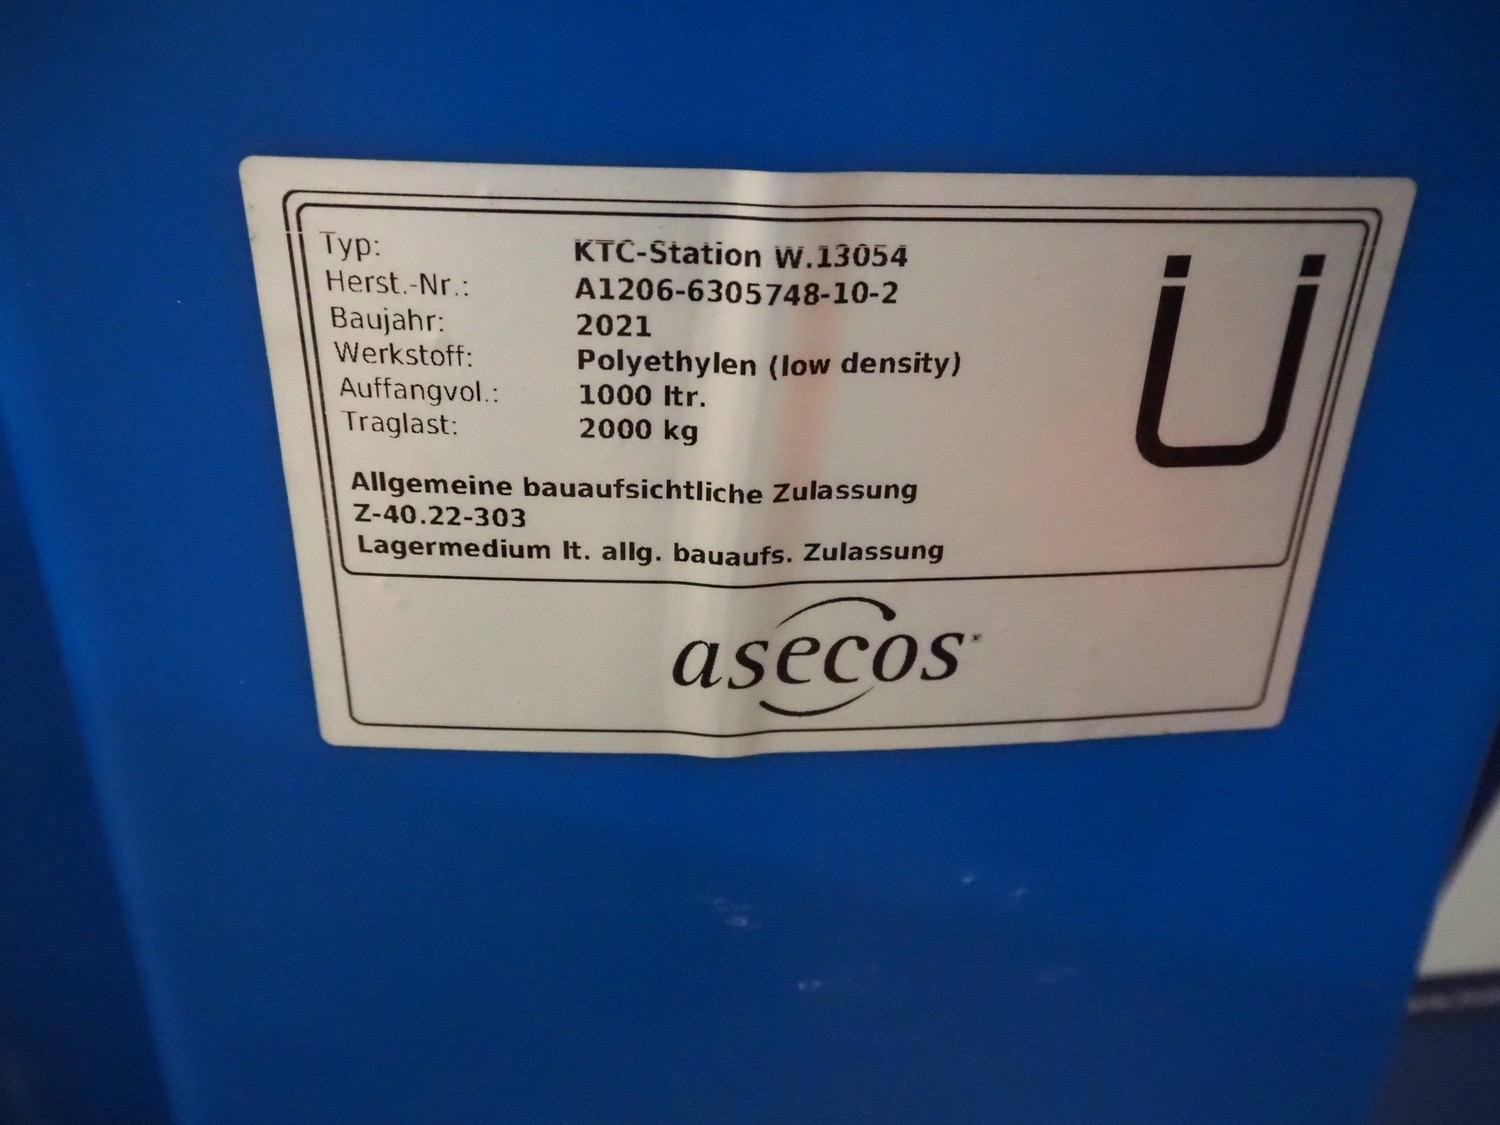 Typ: KTC-Station W.13054
Herst.-Nr.: A1206-6305748-10-2
Baujahr: 2021
Werkstoff: Polyethylen (low density)
Auffangvol.: 1000 ltr.
Traglast: 2000 kg
Ü
Allgemeine bauaufsichtliche Zulassung
Z-40.22-303
Lagermedium lt. allg. bauaufs. Zulassung
asecos®